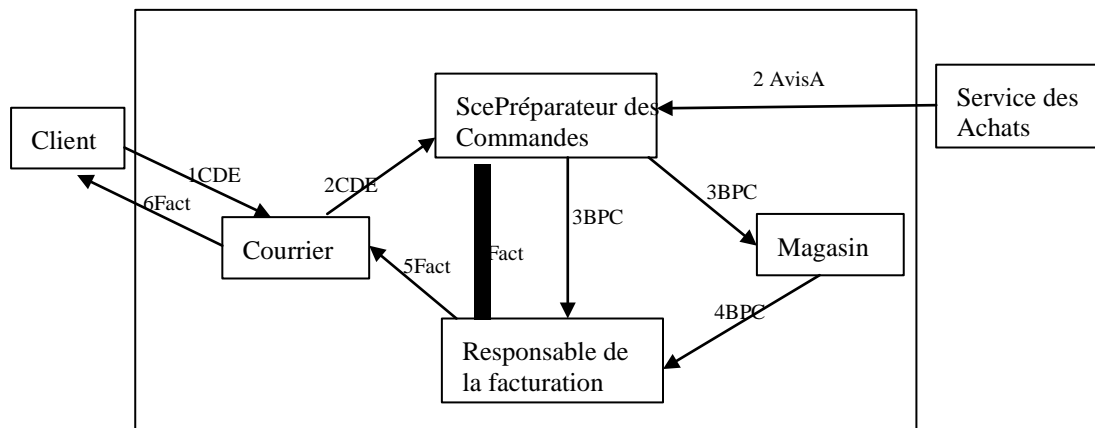 2 AvisA
ScePréparateur des
Commandes
Service des
Achats
Client
1CDE
2CDE
3BPC
6Fact
3BPC
Courrier
Magasin
5Fact
Fact
4BPC
Responsable de
la facturation